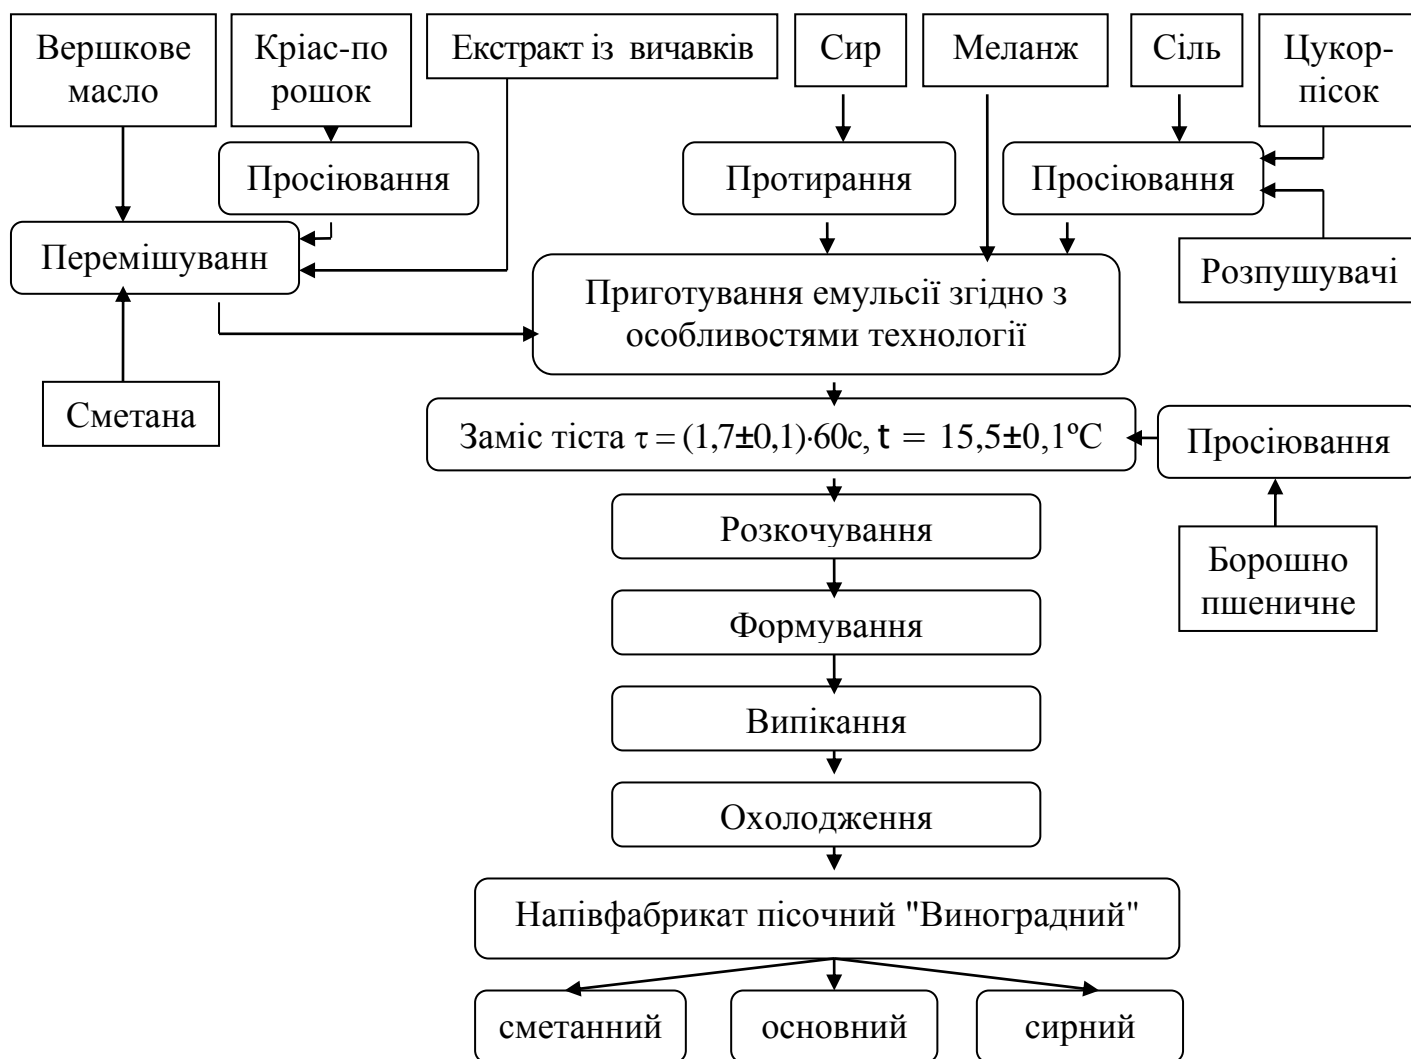 Вершкове
масло
Кріас-по
рошок
Екстракт із вичавків
Сир
Меланж
Сіль
Цукор-
пісок
Просіювання
Протирання
Просіювання
Перемішуванн
Розпушувачі
Приготування емульсії згідно з
особливостями технології
Сметана
Заміс тіста τ = (1,7±0,1)·60с, t = 15,5±0,1ºС
Просіювання
Розкочування
Борошно
пшеничне
Формування
Випікання
Охолодження
Напівфабрикат пісочний "Виноградний"
сметанний
основний
сирний